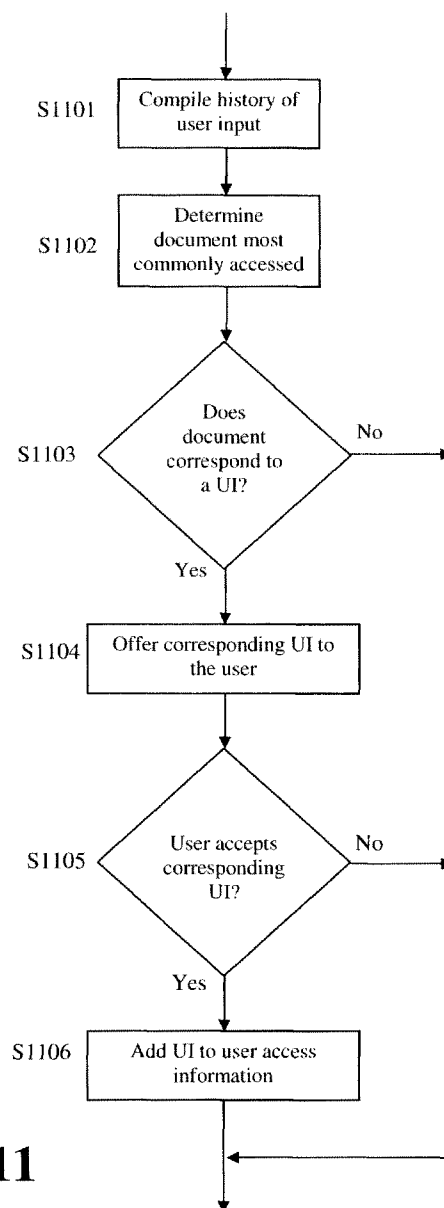 S1101
Compile history of
user input
S1102
Determine
document most
commonly accessed
S1103
Does
document
correspond to
a UI?
No
Yes
S1104
Offer corresponding UI to
the user
S1105
User accepts
corresponding
UI?
No
Yes
S1106
Add UI to user access
information
11